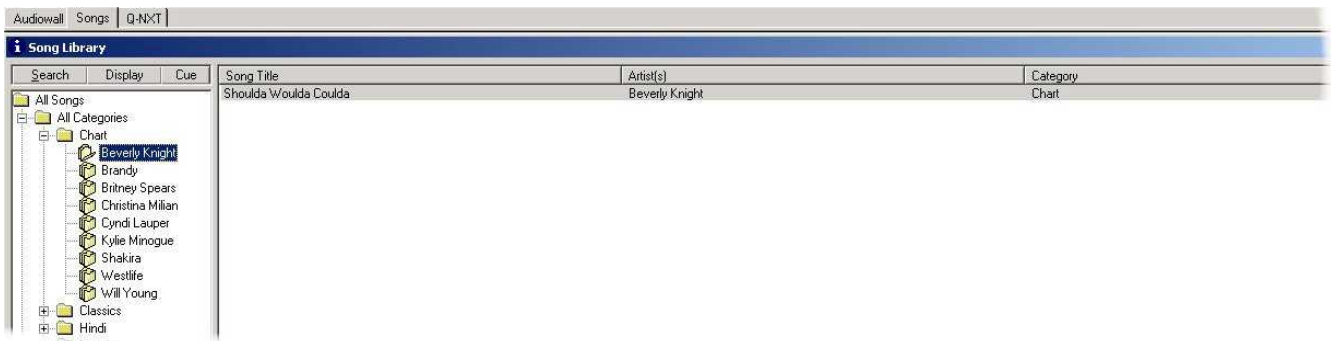 Audiowall Songs Q-NXT
i Song Library
Search Display Cue Song Title Artist(s) Category
Shoulda Woulda Coulda Beverly Knight Chart
All Songs
All Categories
Chart
Beverly Knight
Brandy
Britney Spears
Christina Milian
Cyndi Lauper
Kylie Minogue
Shakira
Westlife
Will Young
Classics
Hindi